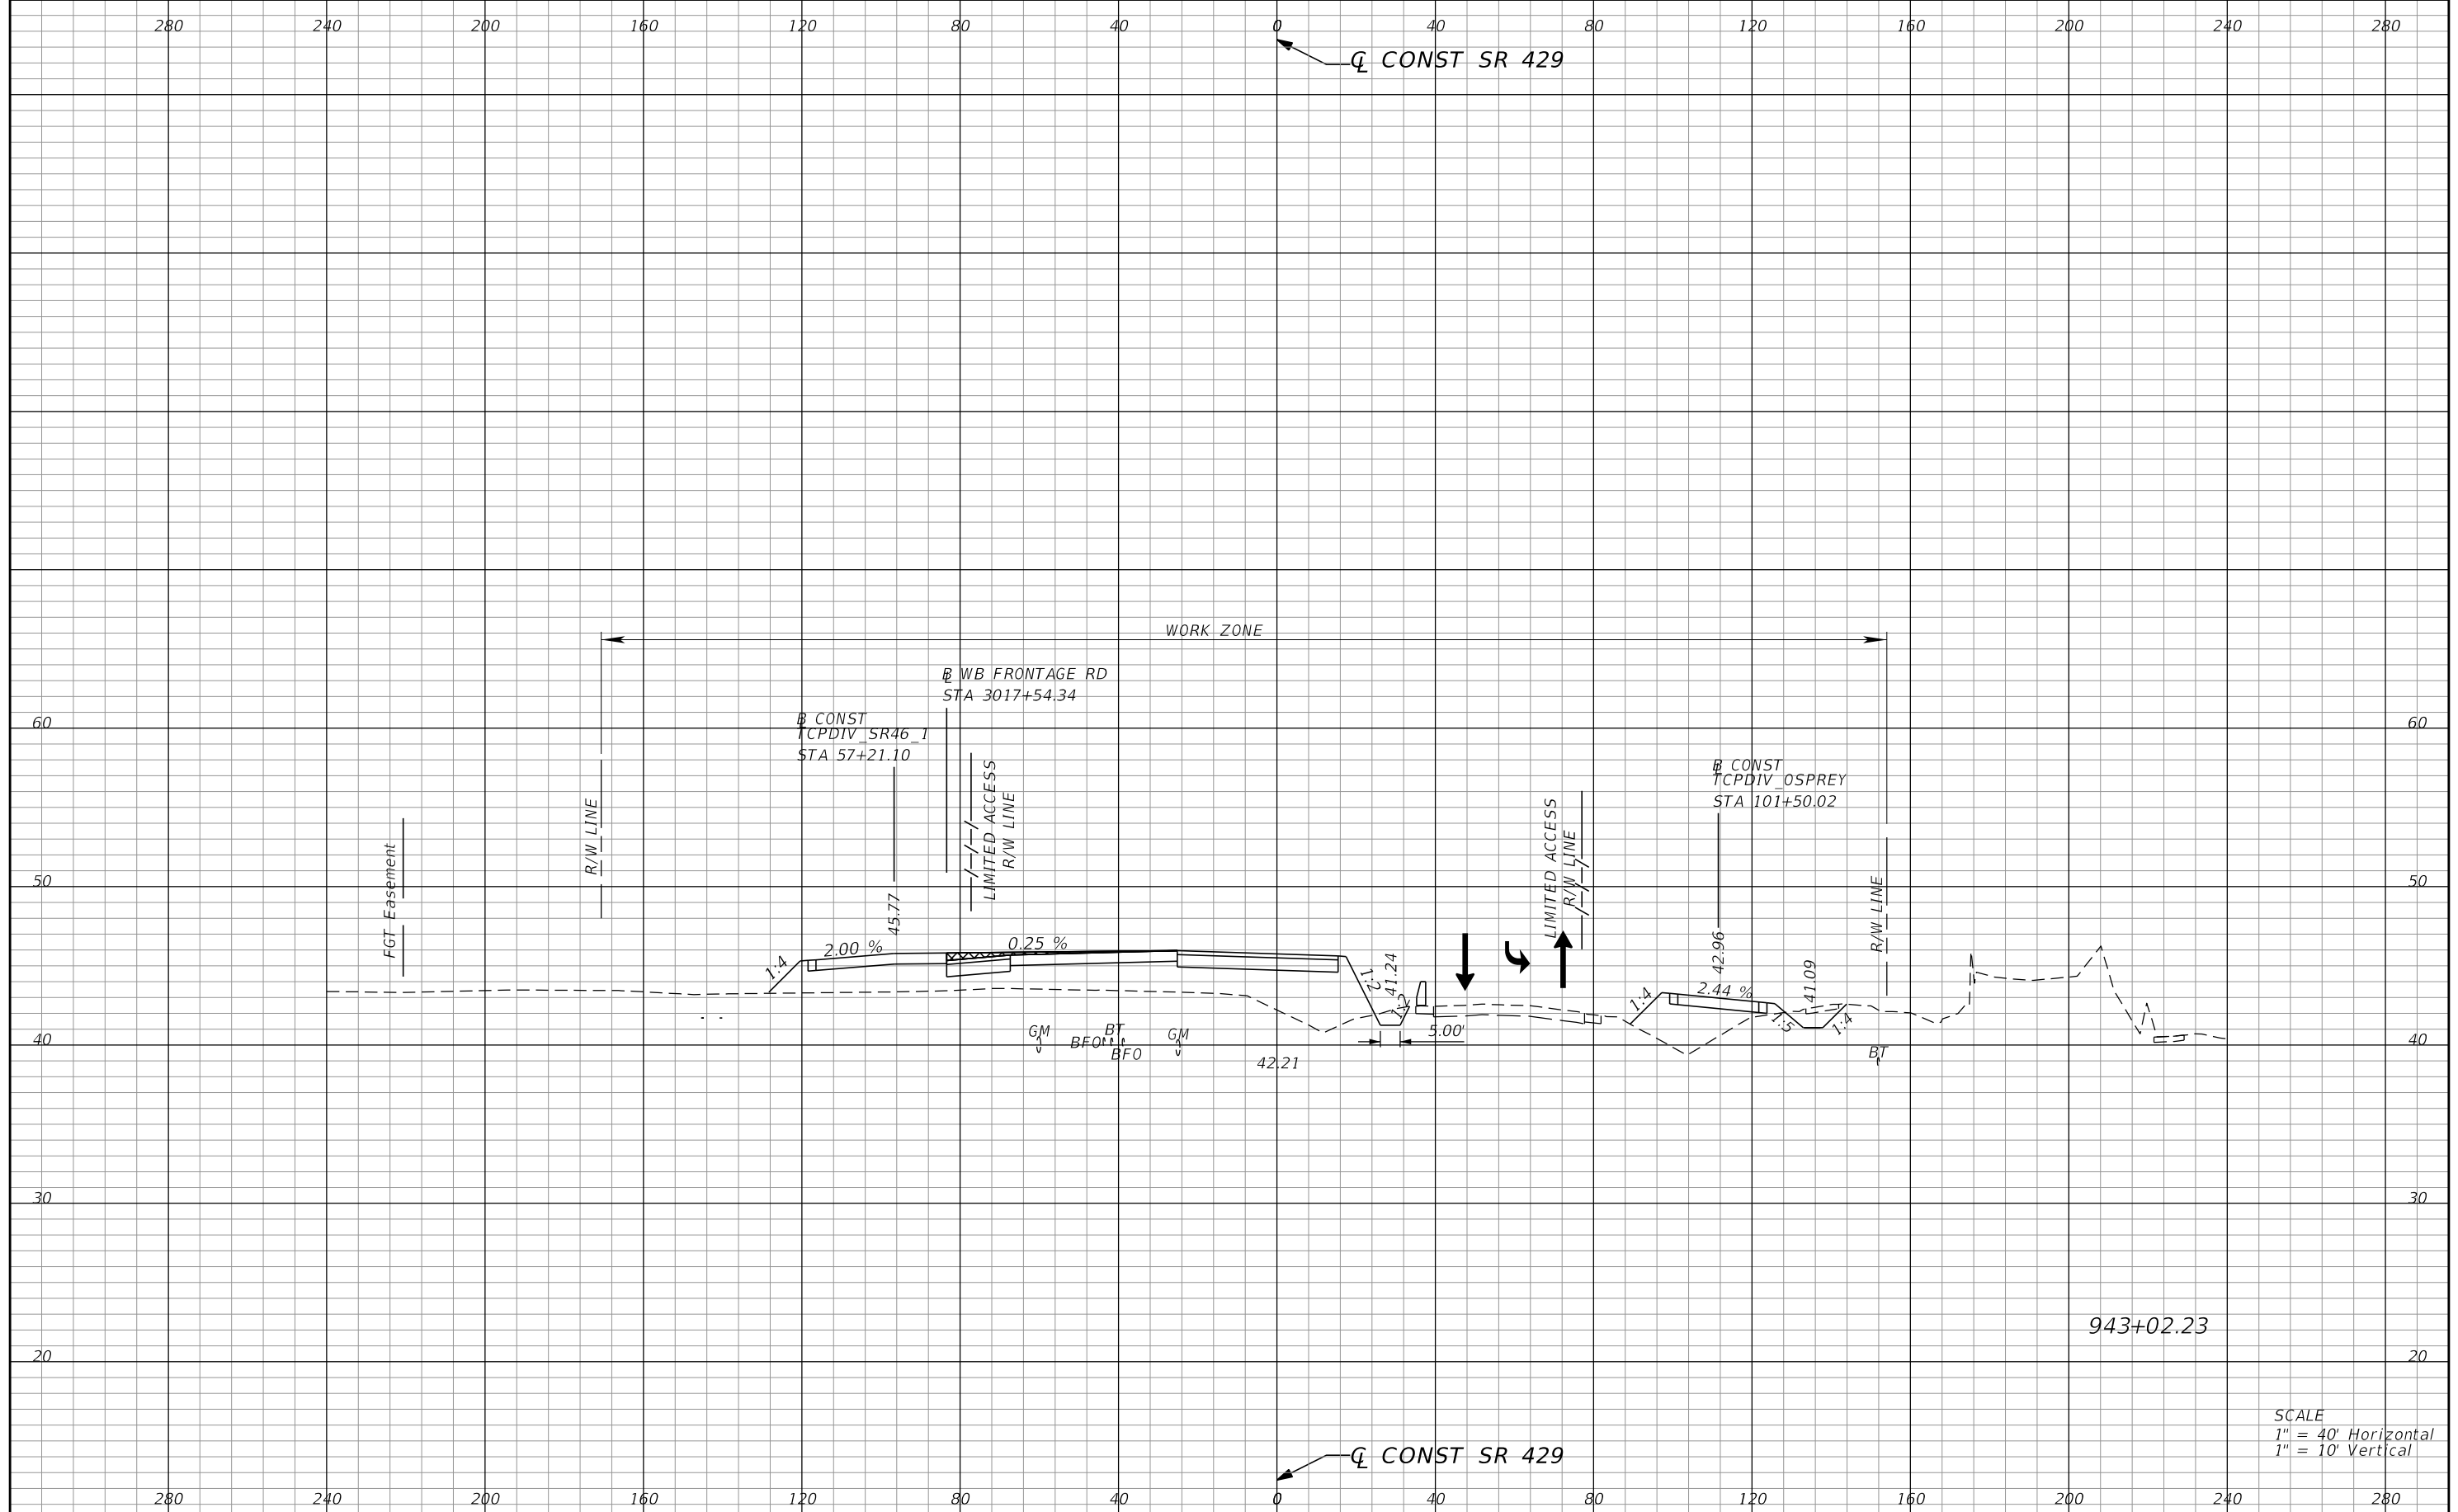 280 240 200 160 120 80 40 0 40 80 120 160 200 240 280
℄ CONST SR 429
WORK ZONE
℄ WB FRONTAGE RD
STA 3017+54.34
60
60
℄ CONST
TCPDIV_SR46_1
STA 57+21.10
℄ CONST
TCPDIV_OSPREY
STA 101+50.02
FGT Easement
R/W LINE
LIMITED ACCESS
R/W LINE
LIMITED ACCESS
R/W LINE
R/W LINE
50
50
1:4
2.00 %
45.77
0.25 %
1:2
41.24
1:2
1:4
42.96
2.44 %
1:5
41.09
1:4
GM
BFO
BT
BFO
GM
5.00'
BT
40
40
42.21
30
30
943+02.23
20
20
SCALE
1" = 40' Horizontal
1" = 10' Vertical
℄ CONST SR 429
280 240 200 160 120 80 40 0 40 80 120 160 200 240 280